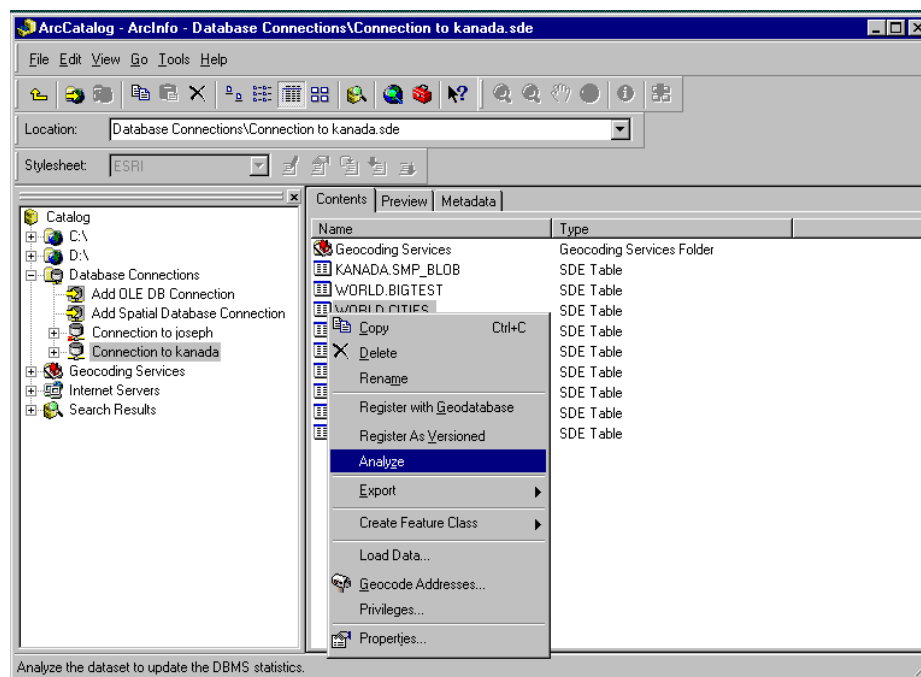 ArcCatalog - ArcInfo - Database Connections\Connection to kanada.sde
File Edit View Go Tools Help
Location: Database Connections\Connection to kanada.sde
Stylesheet: ESRI
Contents Preview Metadata
Name Type
Catalog
C:\
D:\
Database Connections
Add OLE DB Connection
Add Spatial Database Connection
Connection to joseph
Connection to kanada
Geocoding Services
Internet Servers
Search Results
Geocoding Services Geocoding Services Folder
KANADA.SMP_BLOB SDE Table
WORLD.BIGTEST SDE Table
WORLD.CITIES SDE Table
SDE Table
SDE Table
SDE Table
SDE Table
SDE Table
SDE Table
Copy Ctrl+C
Delete
Rename
Register with Geodatabase
Register As Versioned
Analyze
Export
Create Feature Class
Load Data...
Geocode Addresses...
Privileges...
Properties...
Analyze the dataset to update the DBMS statistics.